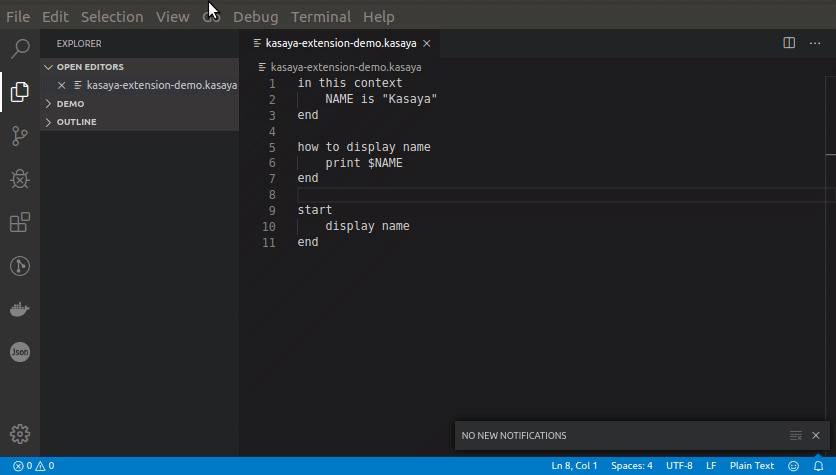 File Edit Selection View Go Debug Terminal Help
EXPLORER
OPEN EDITORS
kasaya-extension-demo.kasaya
DEMO
OUTLINE
Json
kasaya-extension-demo.kasaya
kasaya-extension-demo.kasaya
1 in this context
2 NAME is "Kasaya"
3 end
4
5 how to display name
6 print $NAME
7 end
8
9 start
10 display name
11 end
NO NEW NOTIFICATIONS
0 0 Ln 8, Col 1 Spaces: 4 UTF-8 LF Plain Text